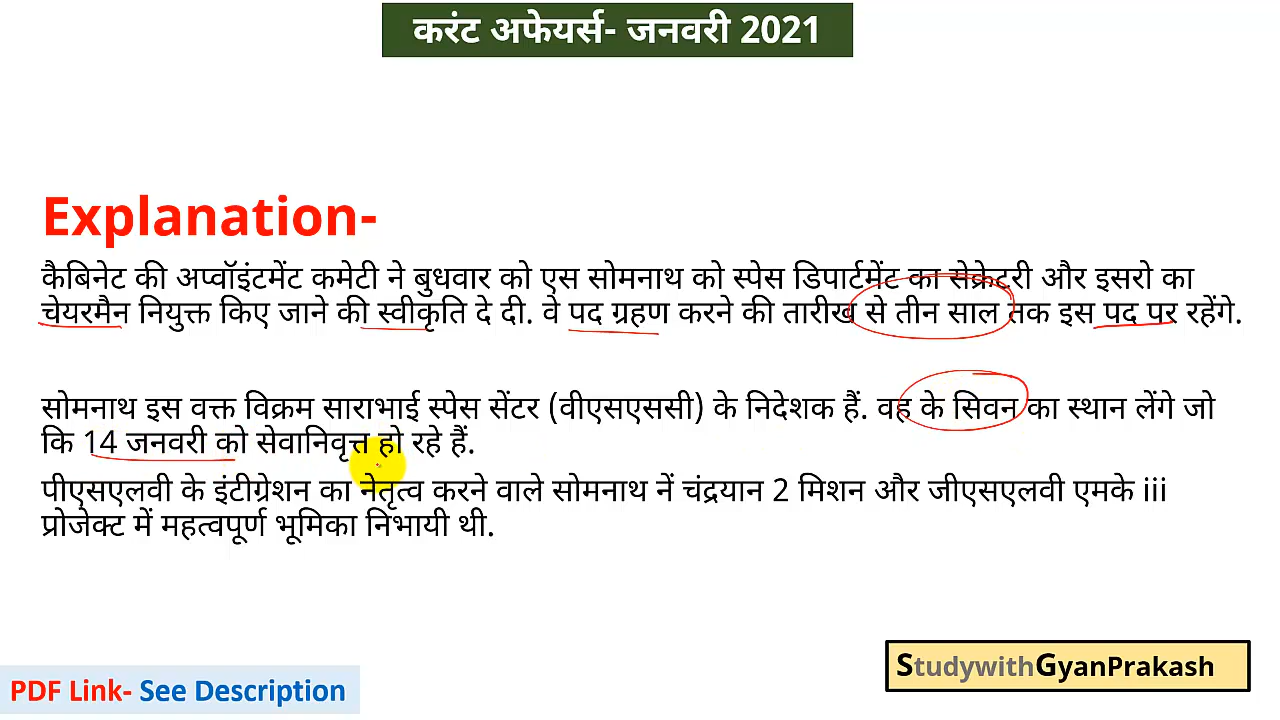 करंट अफेयर्स- जनवरी 2021
Explanation-
कैबिनेट की अप्वॉइंटमेंट कमेटी ने बुधवार को एस सोमनाथ को स्पेस डिपार्टमेंट का सेक्रेटरी और इसरो का
चेयरमैन नियुक्त किए जाने की स्वीकृति दे दी. वे पद ग्रहण करने की तारीख से तीन साल तक इस पद पर रहेंगे.
सोमनाथ इस वक्त विक्रम साराभाई स्पेस सेंटर (वीएसएससी) के निदेशक हैं. वह के सिवन का स्थान लेंगे जो
कि 14 जनवरी को सेवानिवृत्त हो रहे हैं.
पीएसएलवी के इंटीग्रेशन का नेतृत्व करने वाले सोमनाथ नें चंद्रयान 2 मिशन और जीएसएलवी एमके iii
प्रोजेक्ट में महत्वपूर्ण भूमिका निभायी थी.
StudywithGyanPrakash
PDF Link- See Description